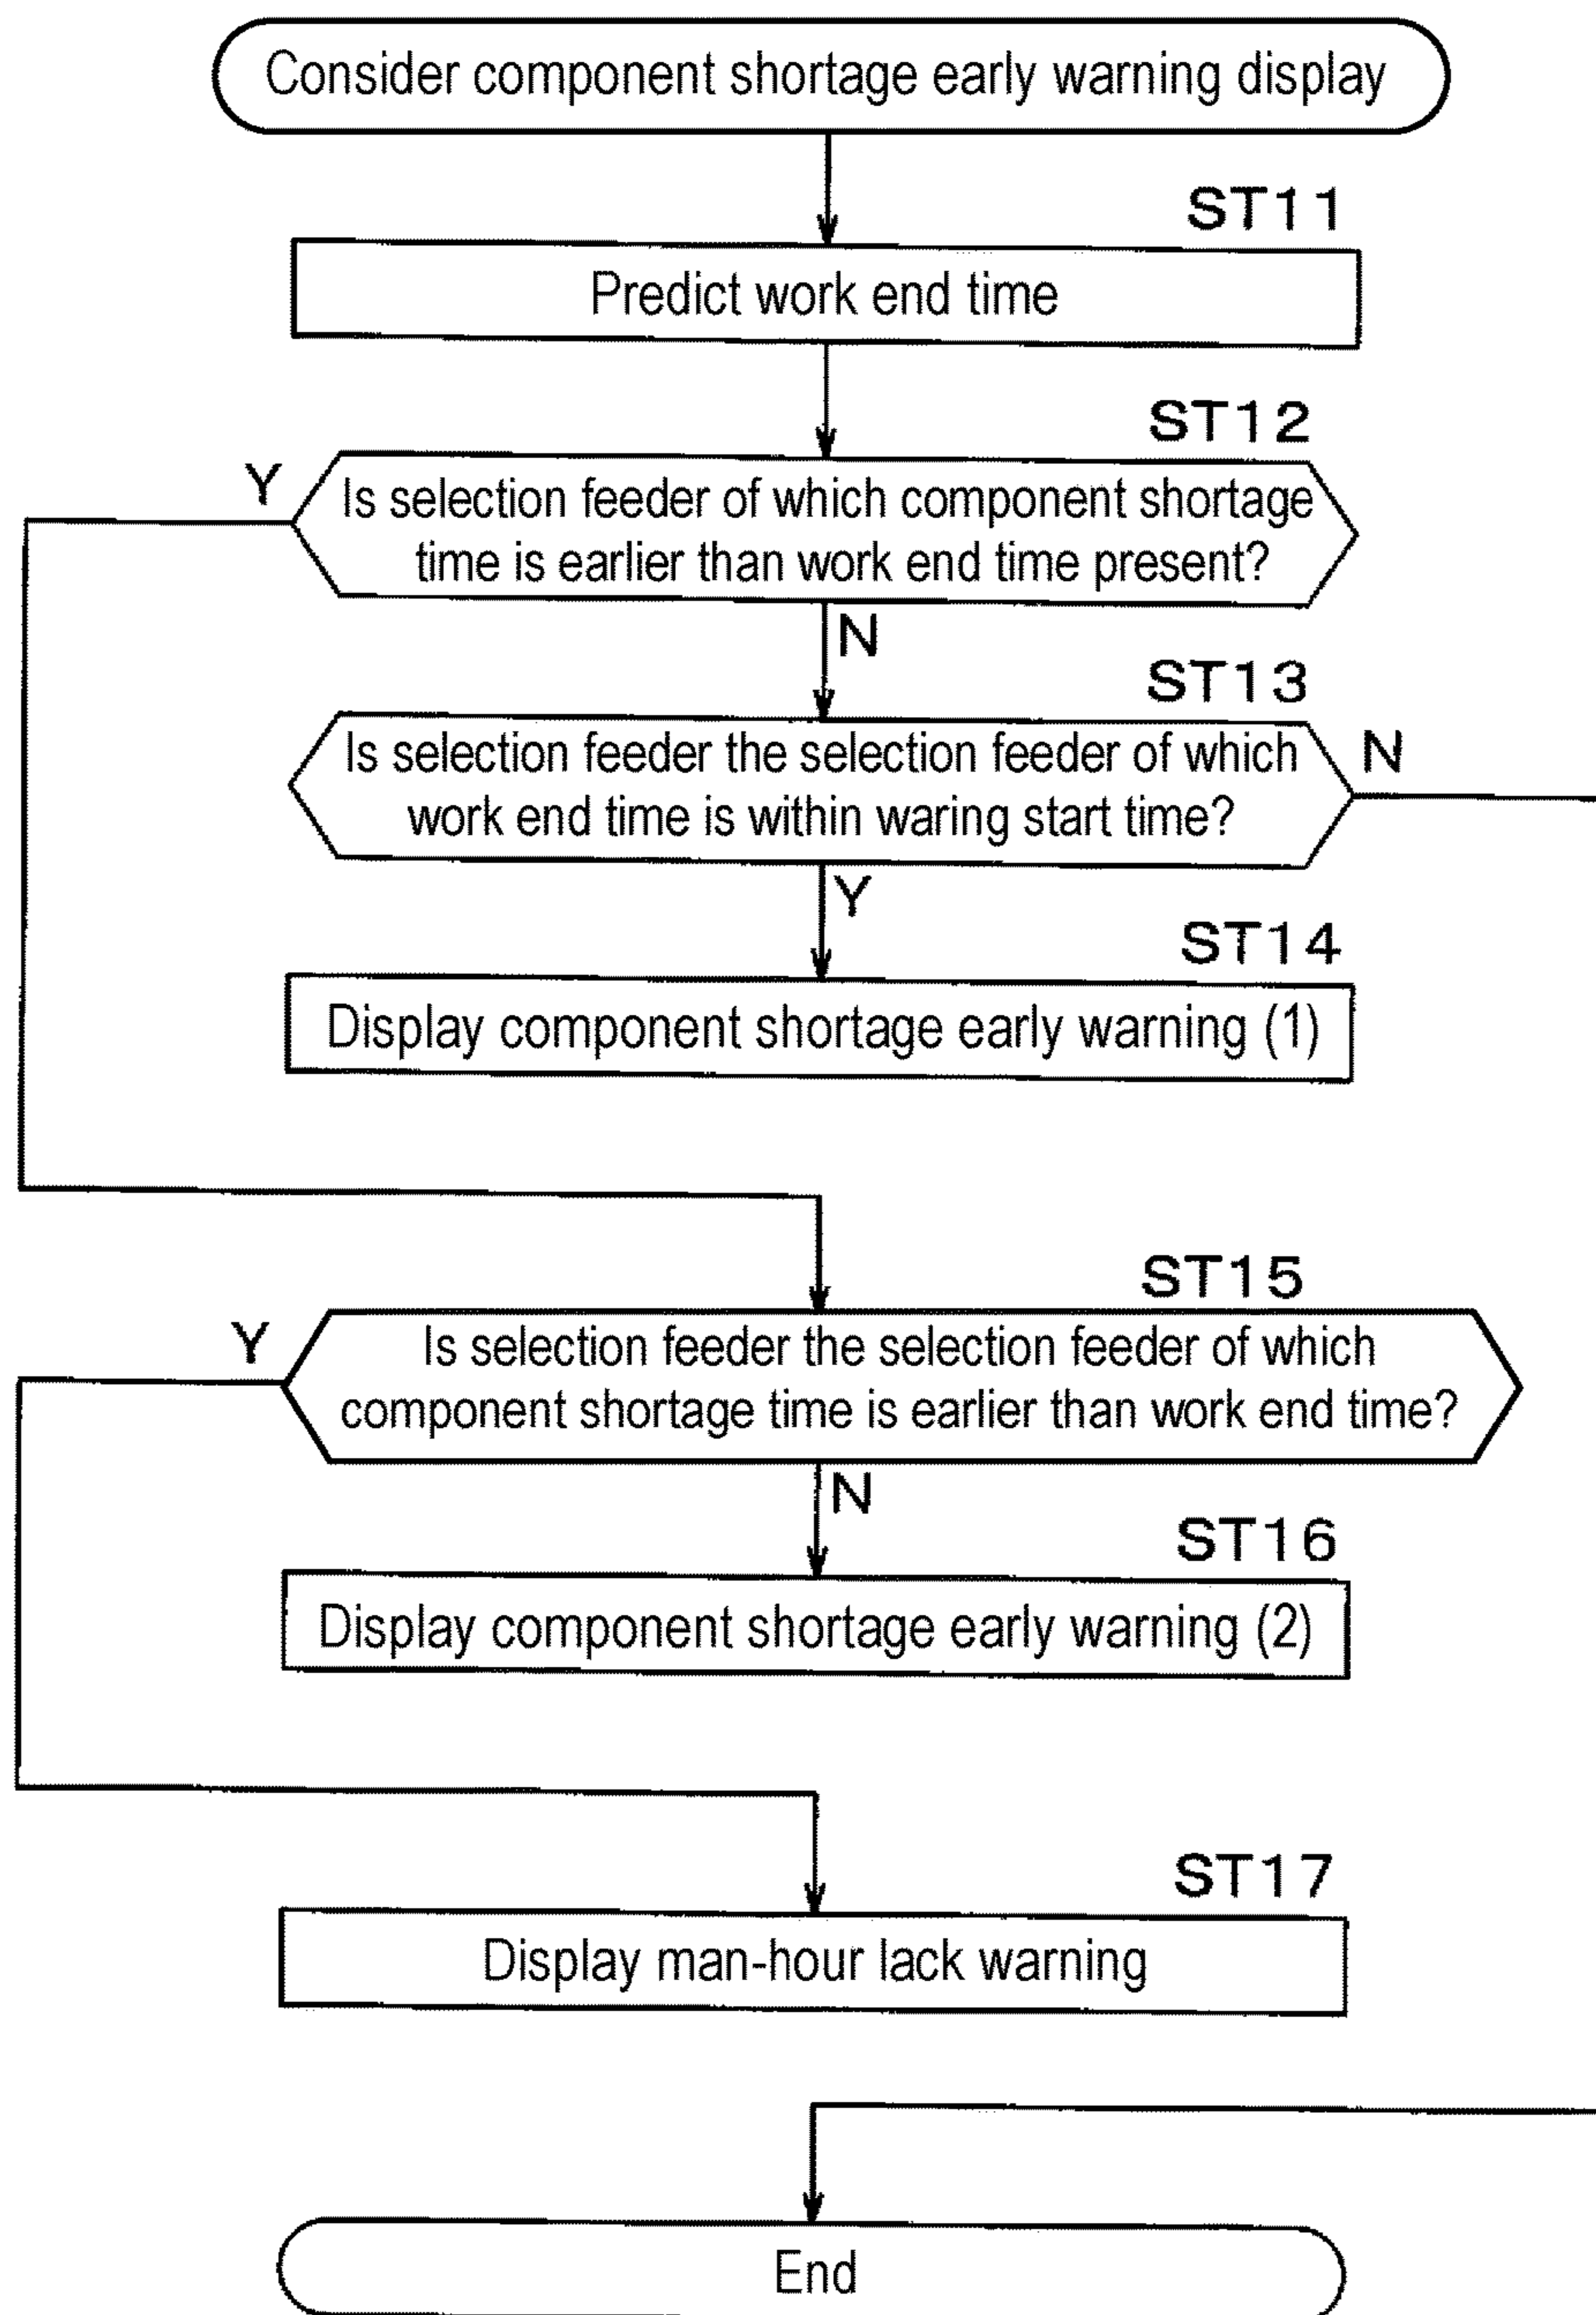 Consider component shortage early warning display
ST11
Predict work end time
ST12
Y
Is selection feeder of which component shortage
time is earlier than work end time present?
N
ST13
Is selection feeder the selection feeder of which
work end time is within waring start time?
N
Y
ST14
Display component shortage early warning (1)
ST15
Y
Is selection feeder the selection feeder of which
component shortage time is earlier than work end time?
N
ST16
Display component shortage early warning (2)
ST17
Display man-hour lack warning
End